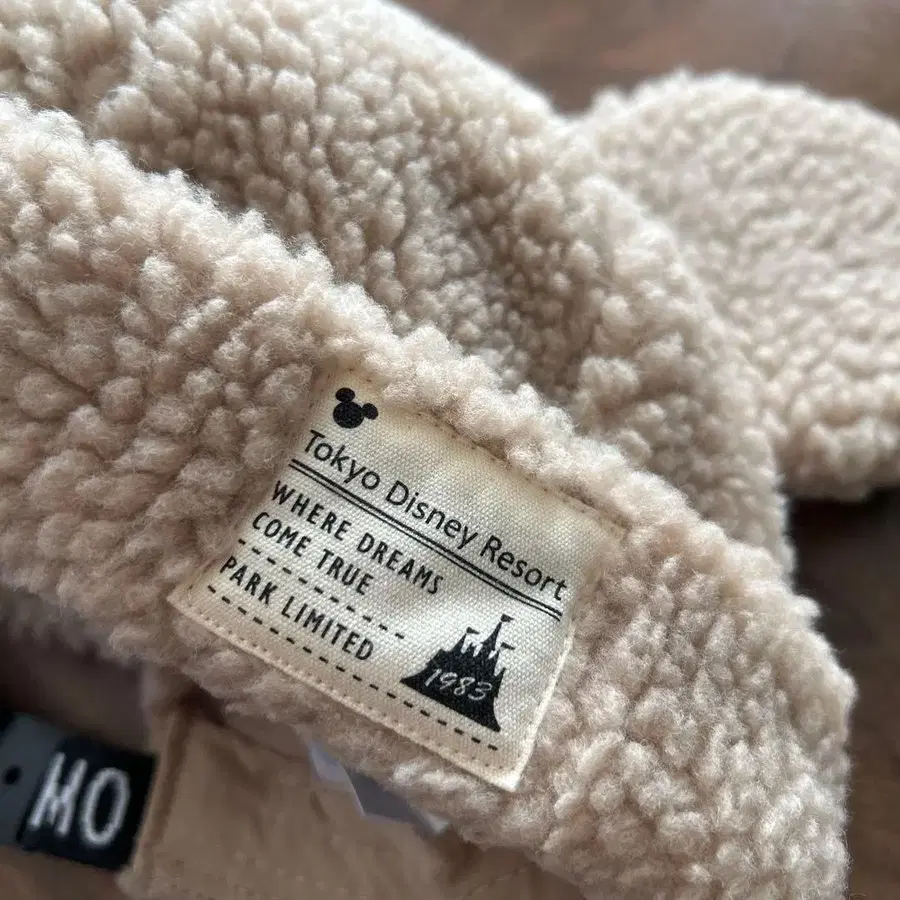 Tokyo Disney Resort
WHERE DREAMS
COME TRUE
PARK LIMITED
1983
MO